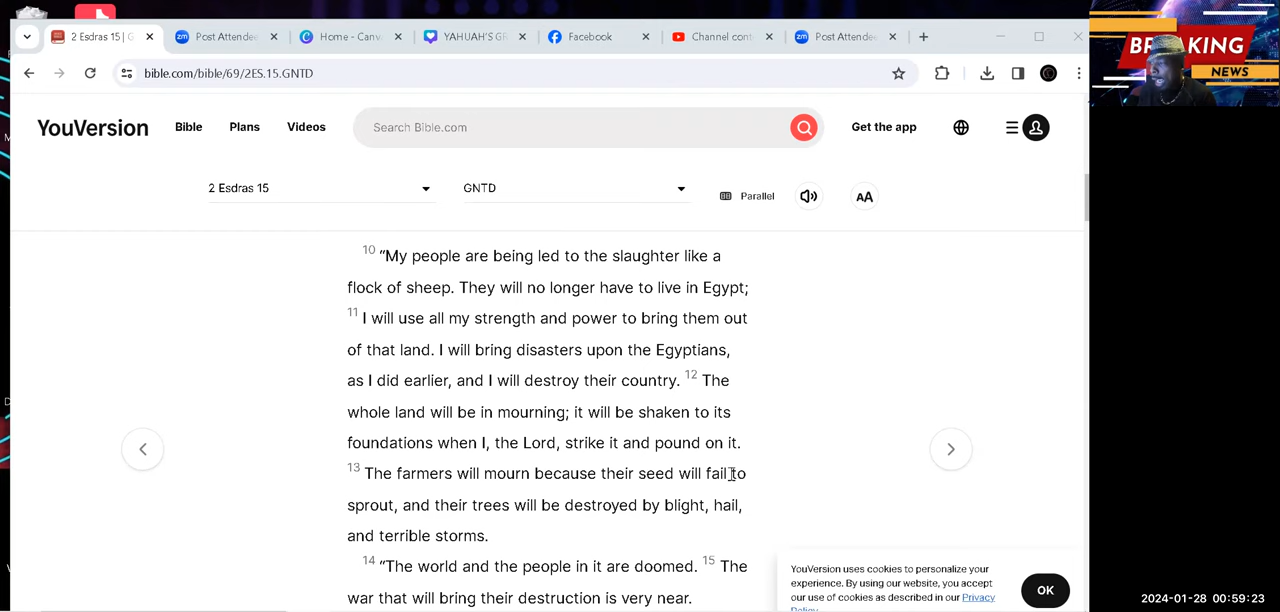 2 Esdras 15 | G
Post Attendee
Home - Canv
YAHUAH'S GR
Facebook
Channel cont
Post Attendee
bible.com/bible/69/2ES.15.GNTD
YouVersion
Bible
Plans
Videos
Search Bible.com
Get the app
2 Esdras 15
GNTD
Parallel
AA
10 “My people are being led to the slaughter like a
flock of sheep. They will no longer have to live in Egypt;
11 I will use all my strength and power to bring them out
of that land. I will bring disasters upon the Egyptians,
as I did earlier, and I will destroy their country. 12 The
whole land will be in mourning; it will be shaken to its
foundations when I, the Lord, strike it and pound on it.
13 The farmers will mourn because their seed will fail to
sprout, and their trees will be destroyed by blight, hail,
and terrible storms.
14 “The world and the people in it are doomed. 15 The
war that will bring their destruction is very near.
YouVersion uses cookies to personalize your
experience. By using our website, you accept
our use of cookies as described in our Privacy
Policy.
OK
NEWS
2024-01-28 00:59:23